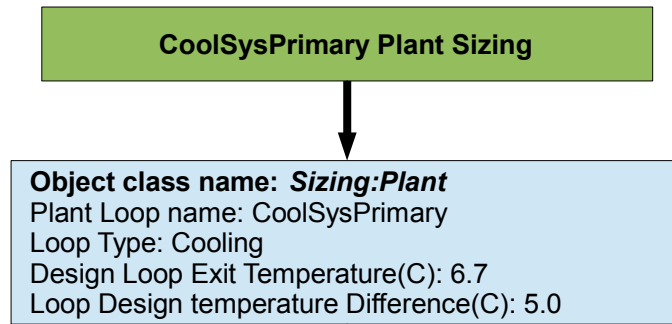 CoolSysPrimary Plant Sizing
Object class name: Sizing:Plant
Plant Loop name: CoolSysPrimary
Loop Type: Cooling
Design Loop Exit Temperature(C): 6.7
Loop Design temperature Difference(C): 5.0